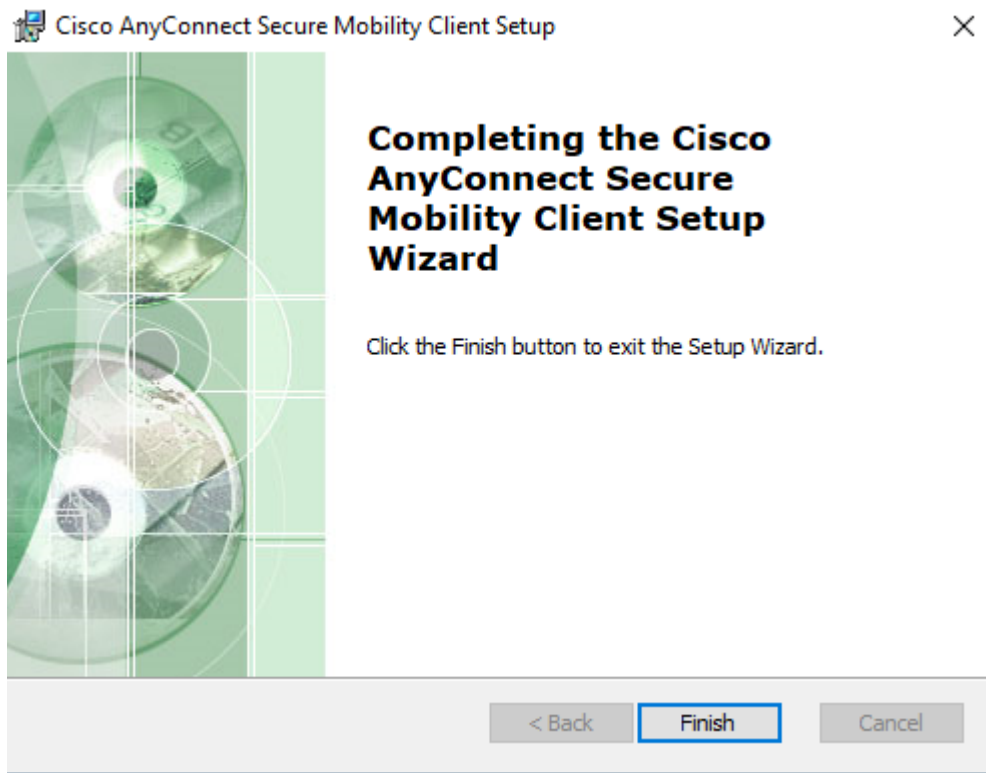 Cisco AnyConnect Secure Mobility Client Setup
Completing the Cisco
AnyConnect Secure
Mobility Client Setup
Wizard
Click the Finish button to exit the Setup Wizard.
< Back
Finish
Cancel